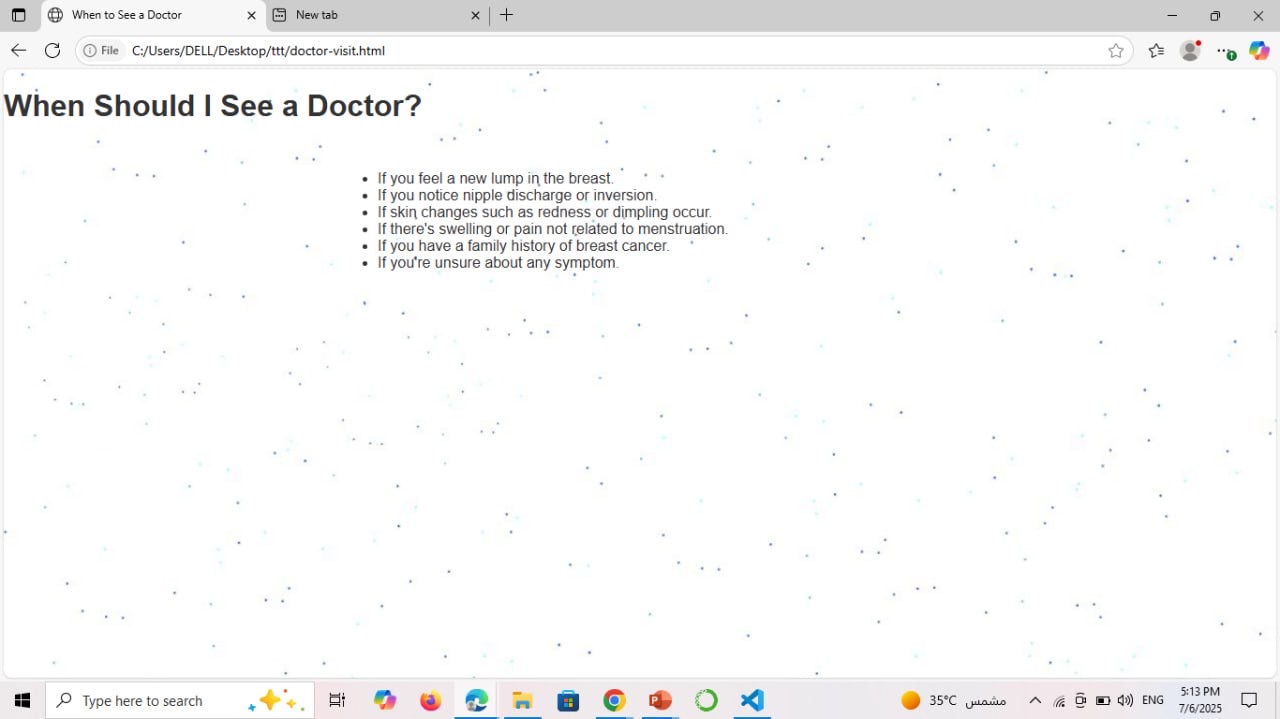 When to See a Doctor
New tab
File
C:/Users/DELL/Desktop/ttt/doctor-visit.html
When Should I See a Doctor?
If you feel a new lump in the breast.
If you notice nipple discharge or inversion.
If skin changes such as redness or dimpling occur.
If there's swelling or pain not related to menstruation.
If you have a family history of breast cancer.
If you're unsure about any symptom.
Type here to search
35°C مشمس
ENG
5:13 PM
7/6/2025